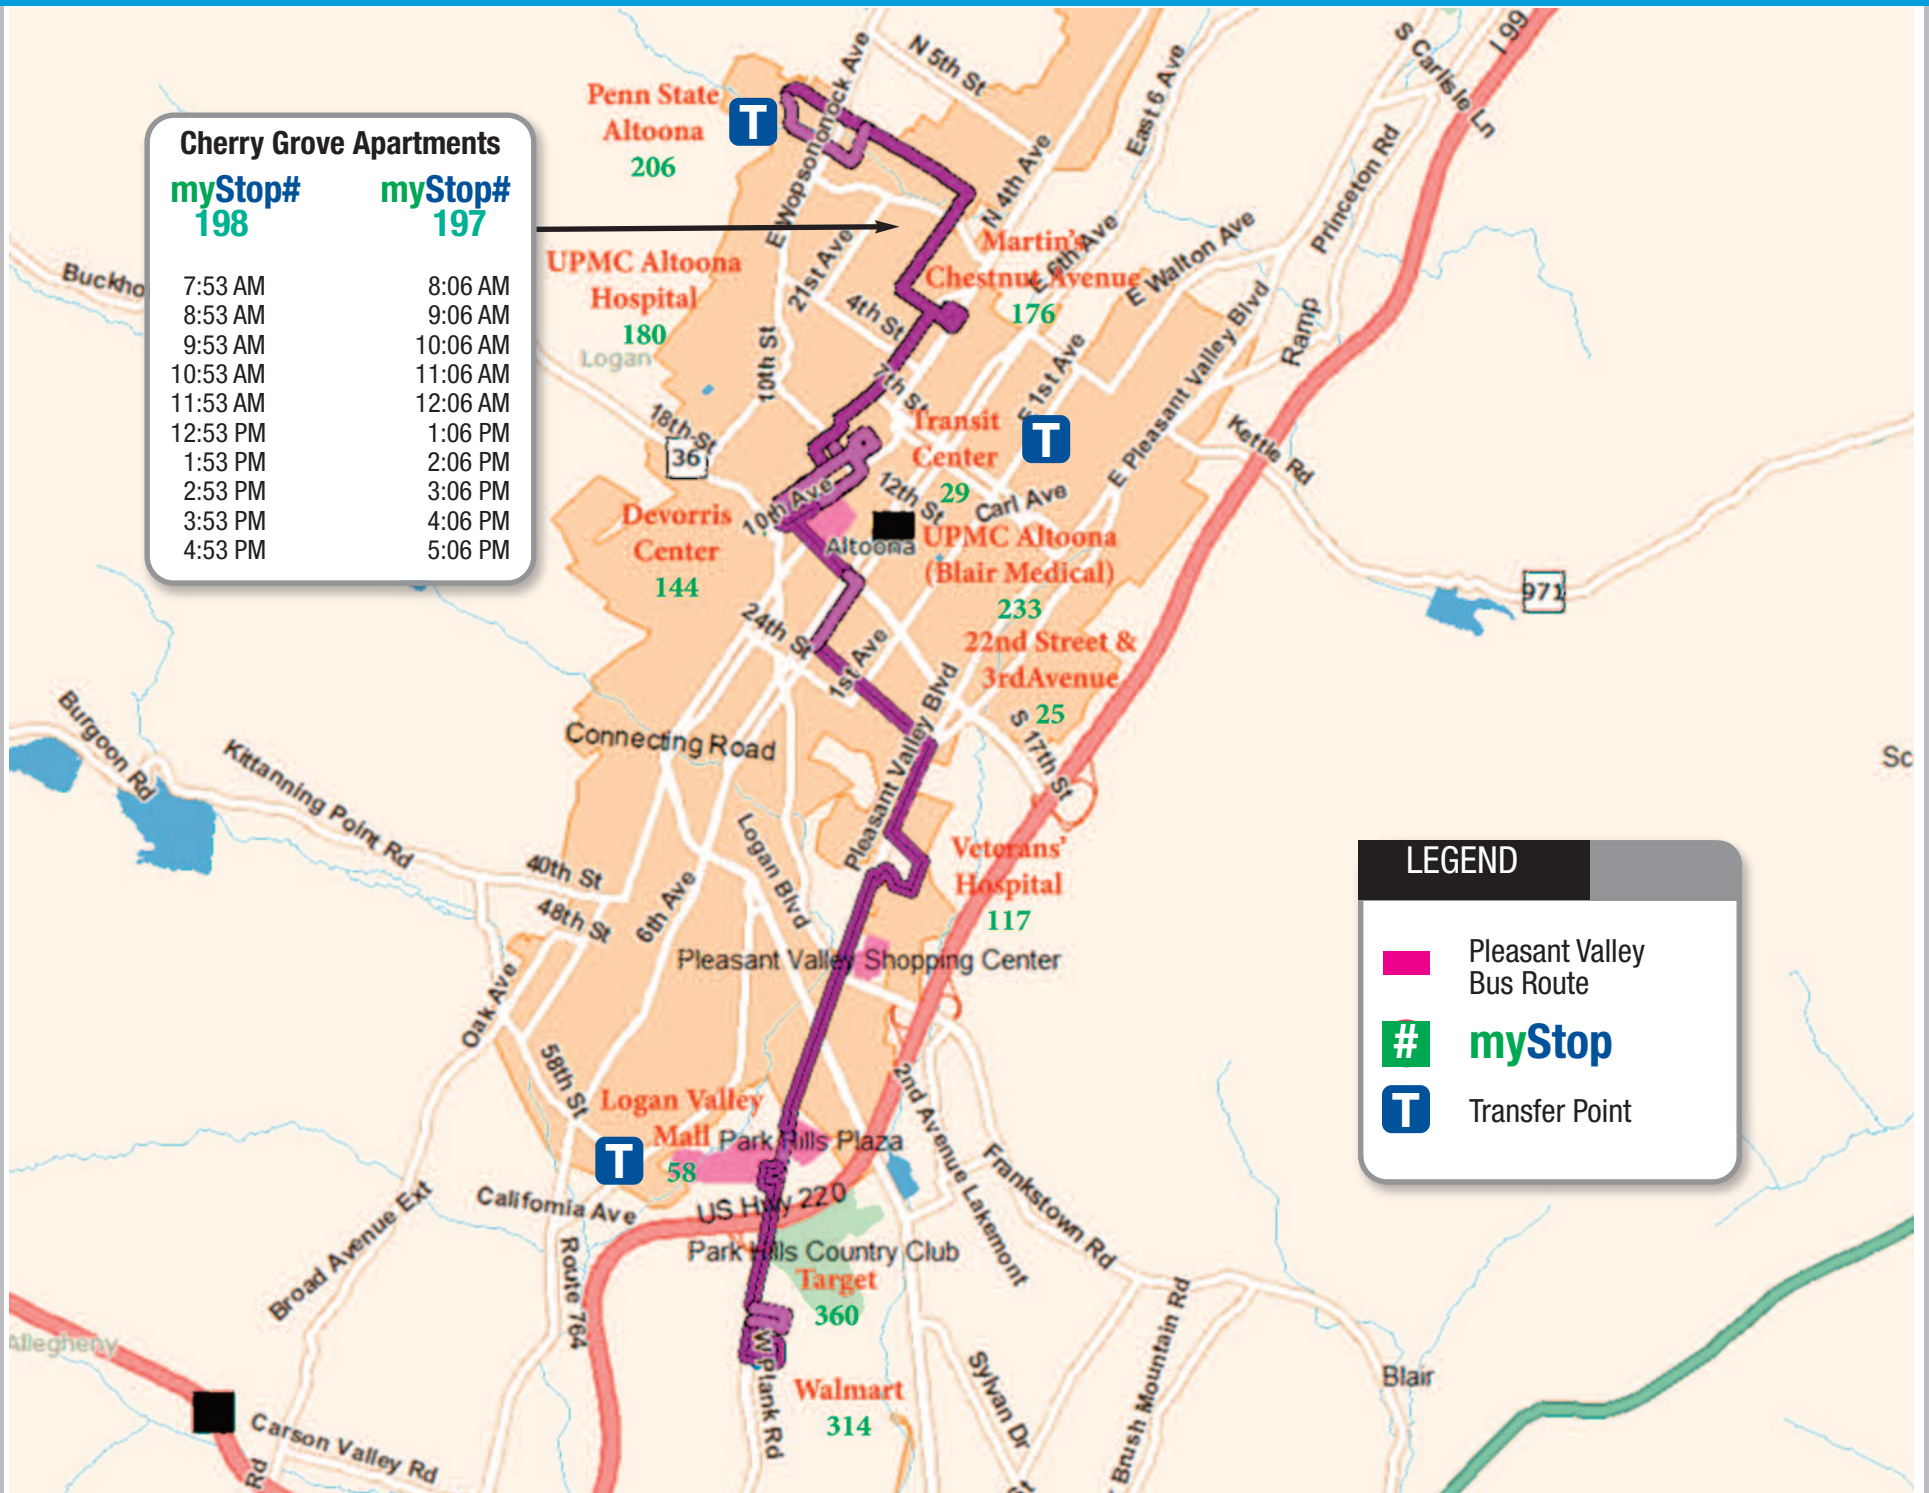 Cherry Grove Apartments
myStop# myStop#
198 197
7:53 AM 8:06 AM
8:53 AM 9:06 AM
9:53 AM 10:06 AM
10:53 AM 11:06 AM
11:53 AM 12:06 AM
12:53 PM 1:06 PM
1:53 PM 2:06 PM
2:53 PM 3:06 PM
3:53 PM 4:06 PM
4:53 PM 5:06 PM
Penn State
Altoona
206
T
E Wopsononock Ave
N 5th St
East 6 Ave
S Carlisle Ln
I 99
N 4th Ave
Princeton Rd
Martin's
Chestnut Avenue
176
E 6th Ave
E Walton Ave
UPMC Altoona
Hospital
180
Logan
Buckho
21st Ave
4th St
10th St
7th St
E 1st Ave
E Pleasant Valley Blvd
Ramp
18th St
36
Transit
Center
29
T
Kettle Rd
Carl Ave
12th St
10th Ave
Devorris
Center
144
Altoona
UPMC Altoona
(Blair Medical)
233
971
24th St
1st Ave
22nd Street &
3rdAvenue
25
S 17th St
Pleasant Valley Blvd
Connecting Road
Burgoon Rd
Kittanning Point Rd
Sc
Logan Blvd
40th St
48th St
6th Ave
Veterans'
Hospital
117
Pleasant Valley Shopping Center
Oak Ave
58th St
Logan Valley
Mall
58
T
Park Hills Plaza
2nd Avenue Lakemont
Frankstown Rd
California Ave
US Hwy 220
Broad Avenue Ext
Route 764
Park Hills Country Club
Target
360
Allegheny
W Plank Rd
Walmart
314
Sylvan Dr
Brush Mountain Rd
Blair
Carson Valley Rd
Rd
LEGEND
Pleasant Valley
Bus Route
# myStop
T Transfer Point